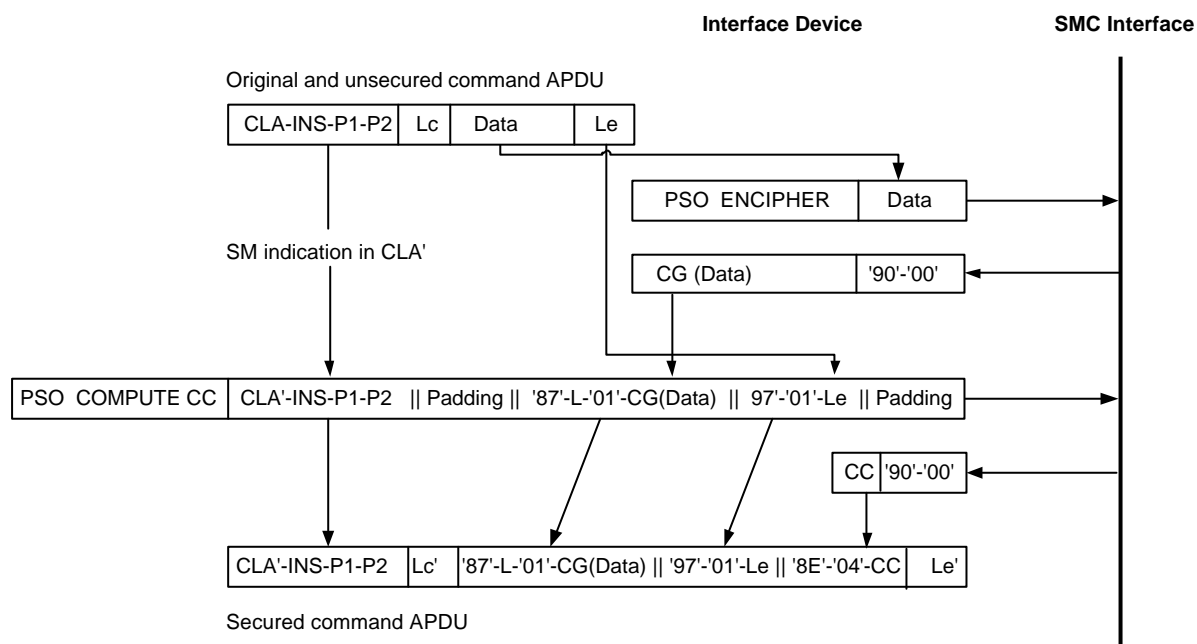 Interface Device SMC Interface
Original and unsecured command APDU
CLA-INS-P1-P2 Lc Data Le
PSO ENCIPHER Data
SM indication in CLA'
CG (Data) '90'-'00'
PSO COMPUTE CC CLA'-INS-P1-P2 || Padding || '87'-L-'01'-CG(Data) || 97'-'01'-Le || Padding
CC '90'-'00'
CLA'-INS-P1-P2 Lc' '87'-L-'01'-CG(Data) || '97'-'01'-Le || '8E'-'04'-CC Le'
Secured command APDU